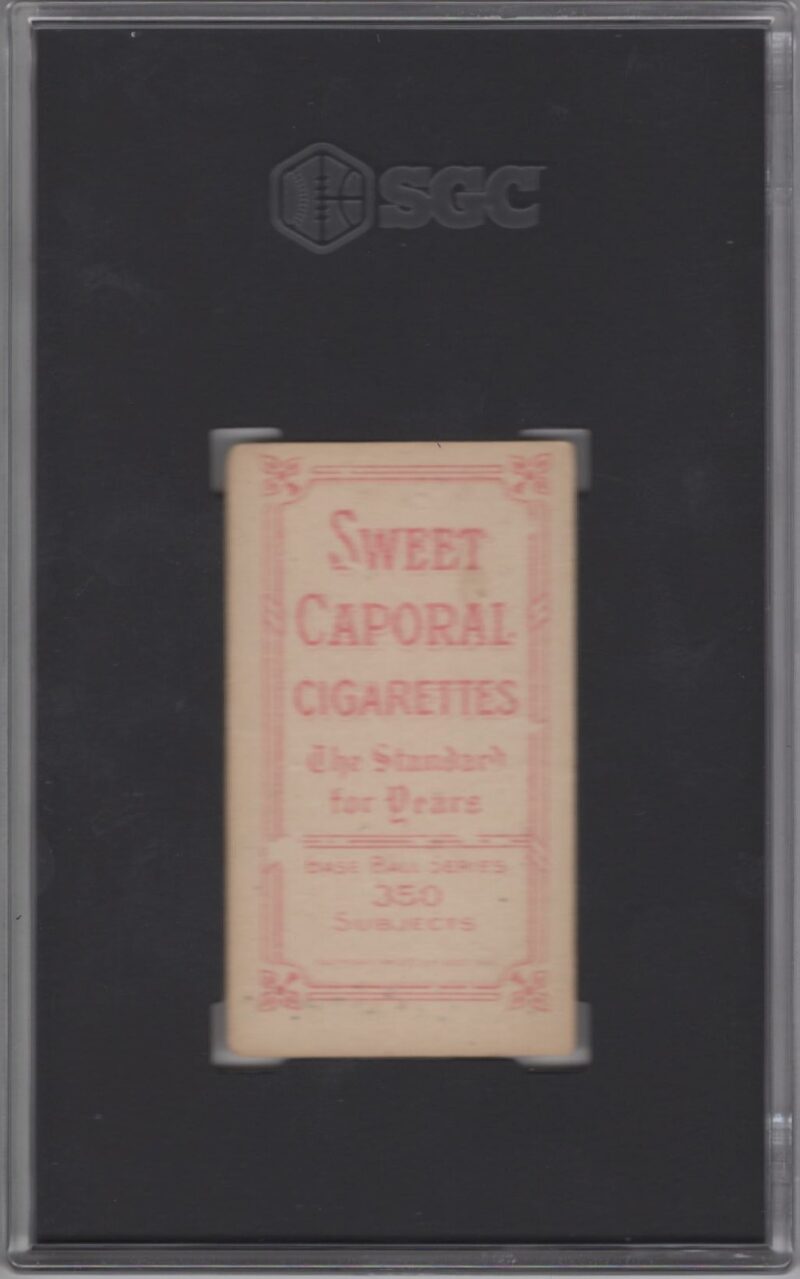 SGC
SWEET
CAPORAL
CIGARETTES
The Standard
for Years
BASE BALL SERIES
350
SUBJECTS